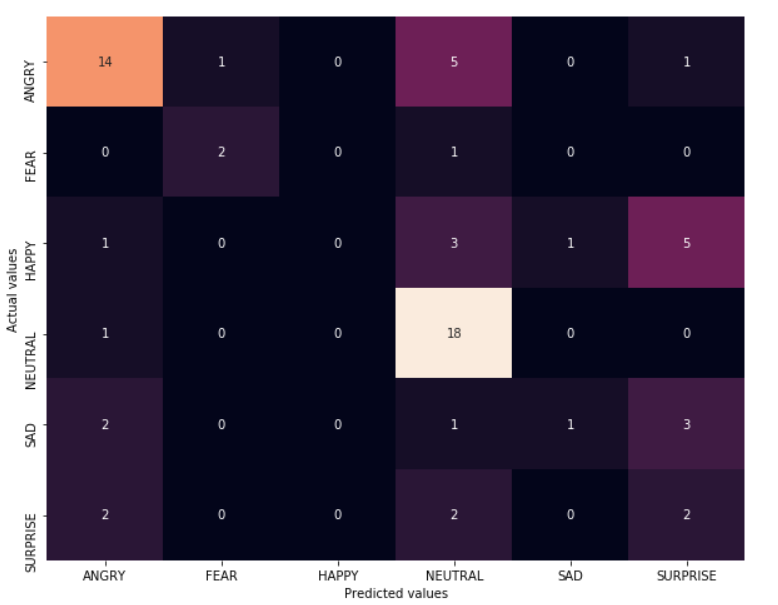 Actual values
ANGRY 14 1 0 5 0 1
FEAR 0 2 0 1 0 0
HAPPY 1 0 0 3 1 5
NEUTRAL 1 0 0 18 0 0
SAD 2 0 0 1 1 3
SURPRISE 2 0 0 2 0 2
ANGRY FEAR HAPPY NEUTRAL SAD SURPRISE
Predicted values